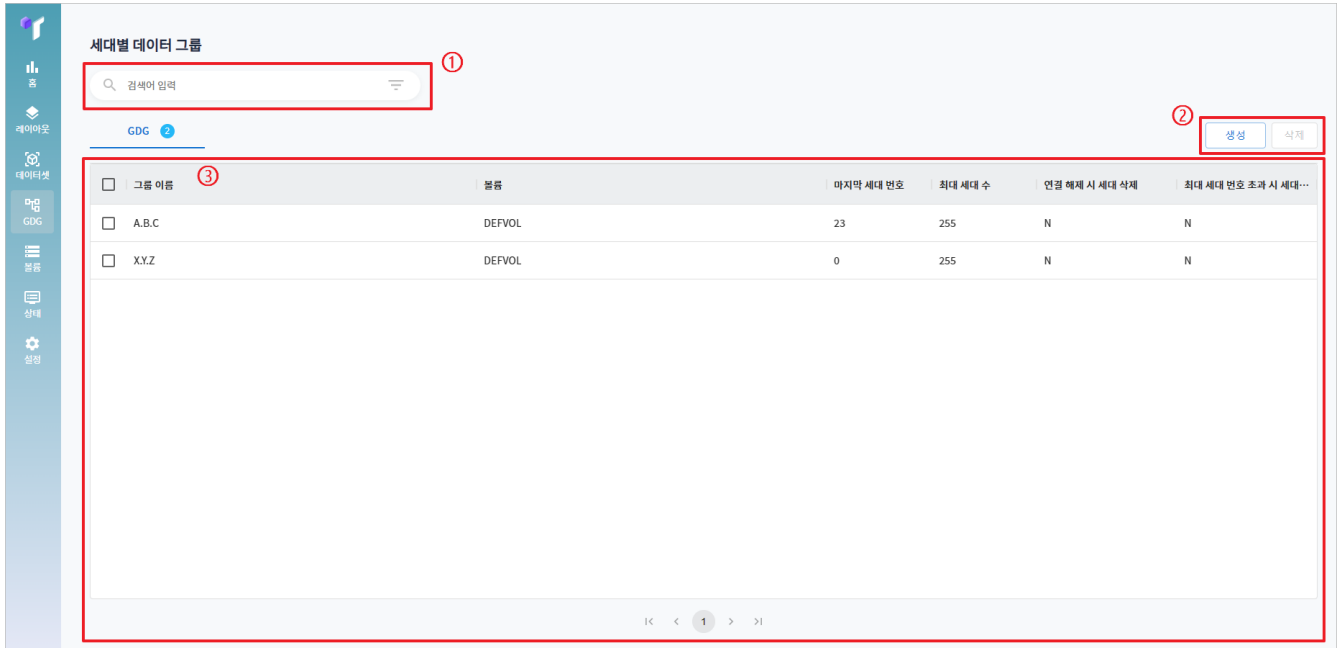 세대별 데이터 그룹
①
검색어 입력
홈
레이아웃
데이터셋
GDG
볼륨
상태
설정
GDG 2
②
생성 삭제
③
그룹 이름 볼륨 마지막 세대 번호 최대 세대 수 연결 해제 시 세대 삭제 최대 세대 번호 초과 시 세대…
A.B.C DEFVOL 23 255 N N
X.Y.Z DEFVOL 0 255 N N
1